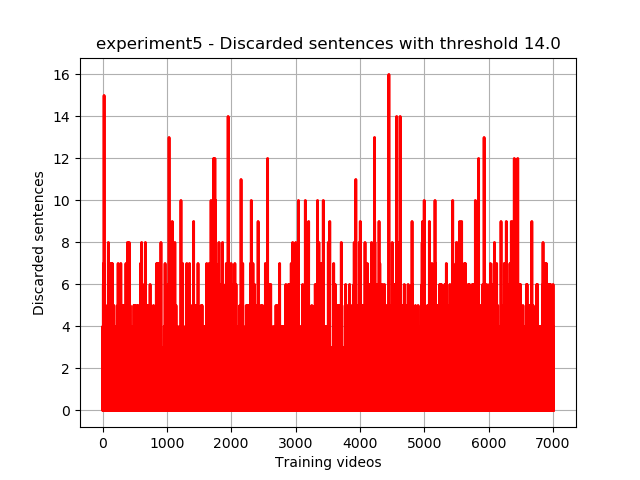 experiment5 - Discarded sentences with threshold 14.0
16
14
12
10
8
6
4
2
0
Discarded sentences
0 1000 2000 3000 4000 5000 6000 7000
Training videos